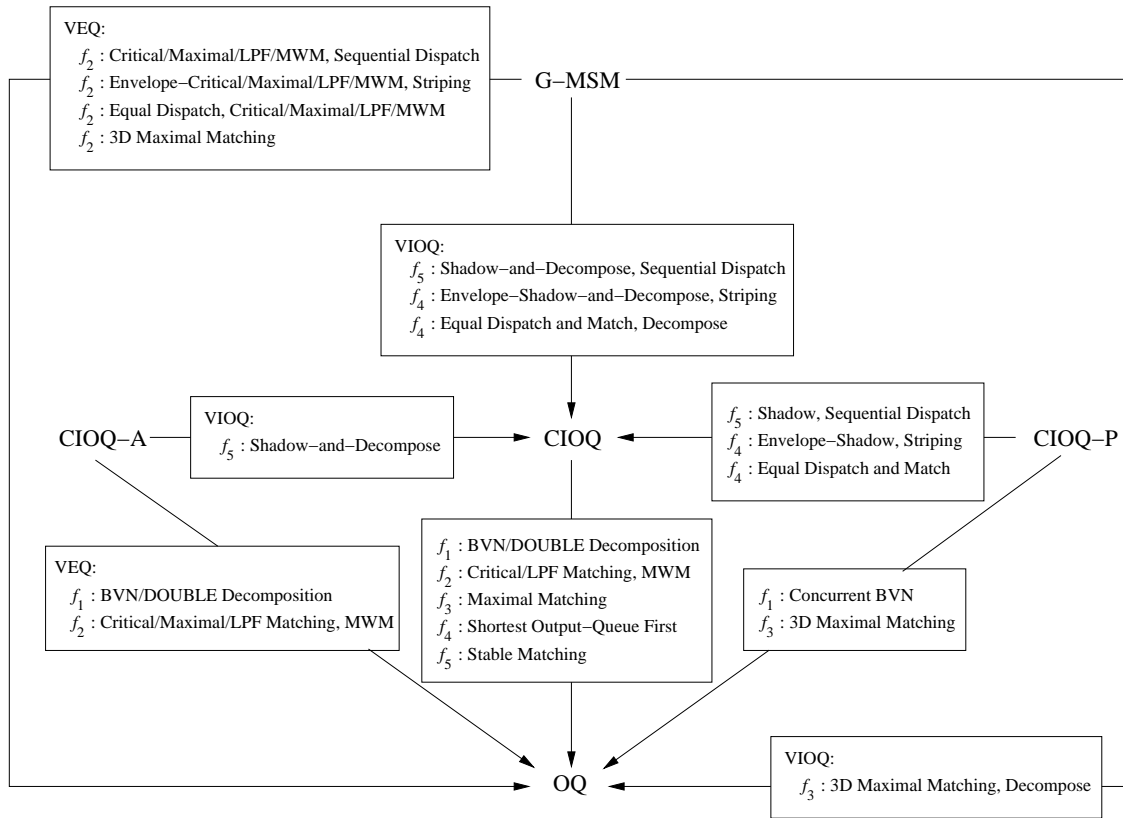 VEQ:
f2 : Critical/Maximal/LPF/MWM, Sequential Dispatch
f2 : Envelope−Critical/Maximal/LPF/MWM, Striping
f2 : Equal Dispatch, Critical/Maximal/LPF/MWM
f2 : 3D Maximal Matching
G−MSM
VIOQ:
f5 : Shadow−and−Decompose, Sequential Dispatch
f4 : Envelope−Shadow−and−Decompose, Striping
f4 : Equal Dispatch and Match, Decompose
CIOQ−A
VIOQ:
f5 : Shadow−and−Decompose
CIOQ
f5 : Shadow, Sequential Dispatch
f4 : Envelope−Shadow, Striping
f4 : Equal Dispatch and Match
CIOQ−P
VEQ:
f1 : BVN/DOUBLE Decomposition
f2 : Critical/Maximal/LPF Matching, MWM
f1 : BVN/DOUBLE Decomposition
f2 : Critical/LPF Matching, MWM
f3 : Maximal Matching
f4 : Shortest Output−Queue First
f5 : Stable Matching
f1 : Concurrent BVN
f3 : 3D Maximal Matching
OQ
VIOQ:
f3 : 3D Maximal Matching, Decompose